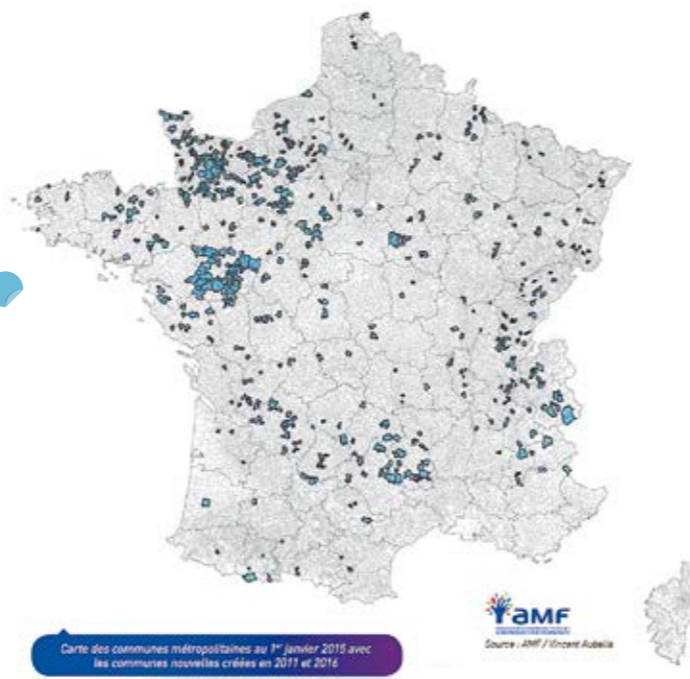 AMF
Source : AMF / Vincent Aubelle
Carte des communes métropolitaines au 1er janvier 2015 avec
les communes nouvelles créées en 2011 et 2016